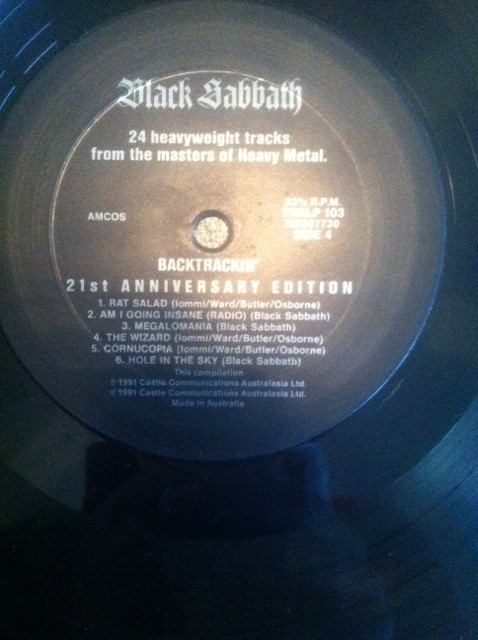 Black Sabbath
24 heavyweight tracks
from the masters of Heavy Metal.
AMCOS
33⅓ R.P.M.
TRKLP 103
SIDE 4
BACKTRACKIN'
21st ANNIVERSARY EDITION
1. RAT SALAD (Iommi/Ward/Butler/Osborne)
2. AM I GOING INSANE (RADIO) (Black Sabbath)
3. MEGALOMANIA (Black Sabbath)
4. THE WIZARD (Iommi/Ward/Butler/Osborne)
5. CORNUCOPIA (Iommi/Ward/Butler/Osborne)
6. HOLE IN THE SKY (Black Sabbath)
This compilation
℗ 1991 Castle Communications Australasia Ltd.
© 1991 Castle Communications Australasia Ltd.
Made in Australia